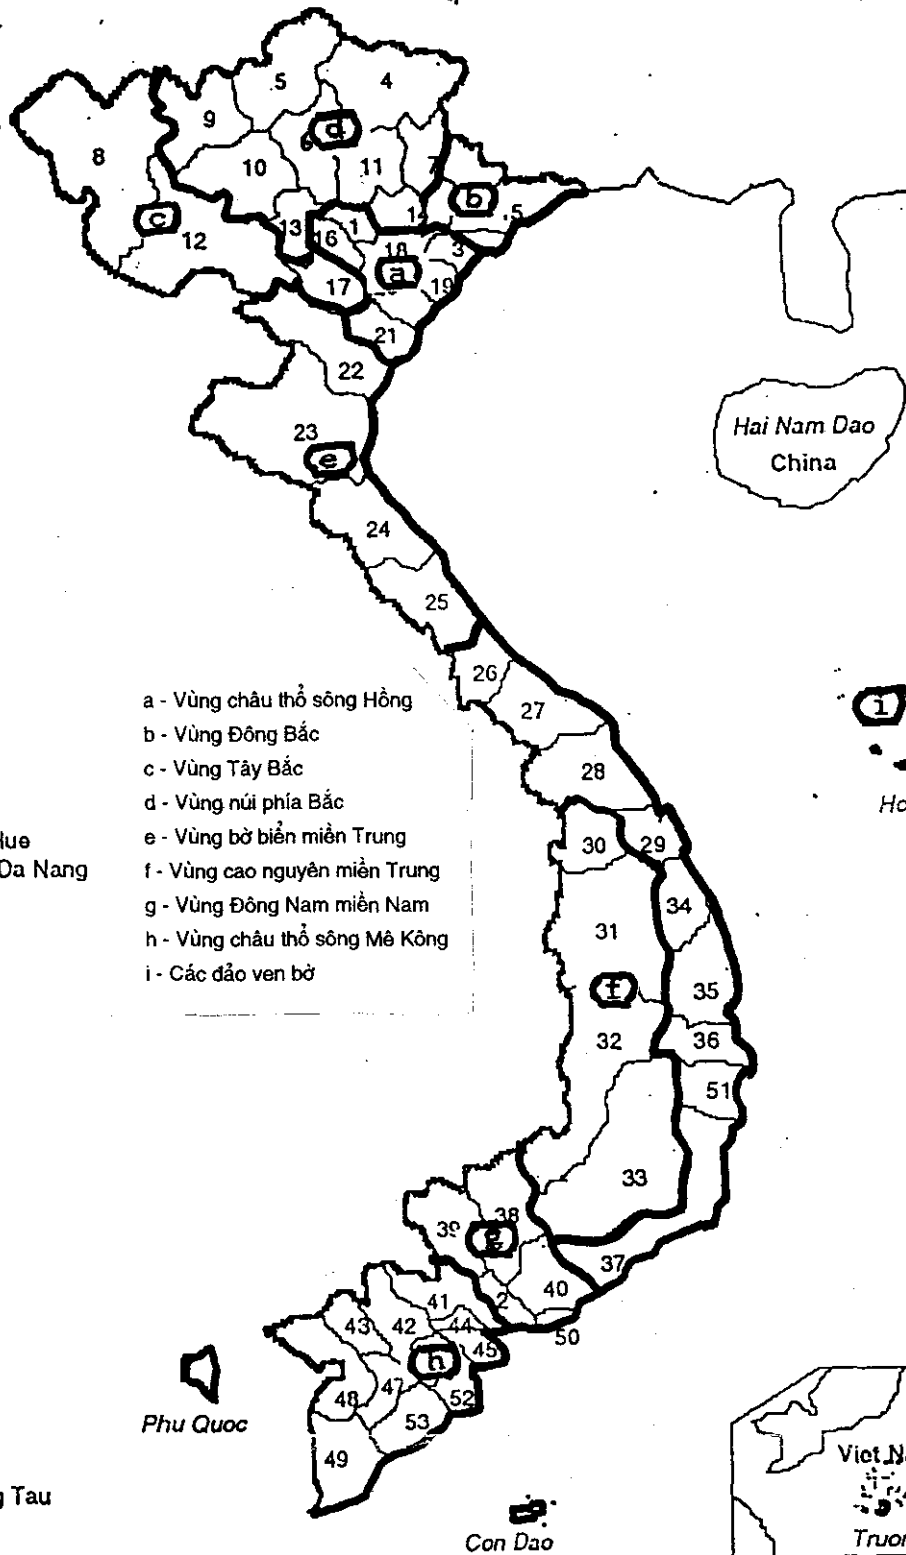 5
4
9
6
d
8
10
11
7
b
5
c
12
13
16
1
14
18
3
a
17
19
21
22
23
e
Hai Nam Dao
China
24
25
26
27
i
28
a - Vùng châu thổ sông Hồng
b - Vùng Đông Bắc
c - Vùng Tây Bắc
d - Vùng núi phía Bắc
e - Vùng bờ biển miền Trung
f - Vùng cao nguyên miền Trung
g - Vùng Đông Nam miền Nam
h - Vùng châu thổ sông Mê Kông
i - Các đảo ven bờ
Da Nang
30
29
34
31
f
35
32
36
51
33
38
39
g
37
40
2
50
41
43
42
44
45
h
47
48
52
53
49
Phu Quoc
Tau
Con Dao
Viet